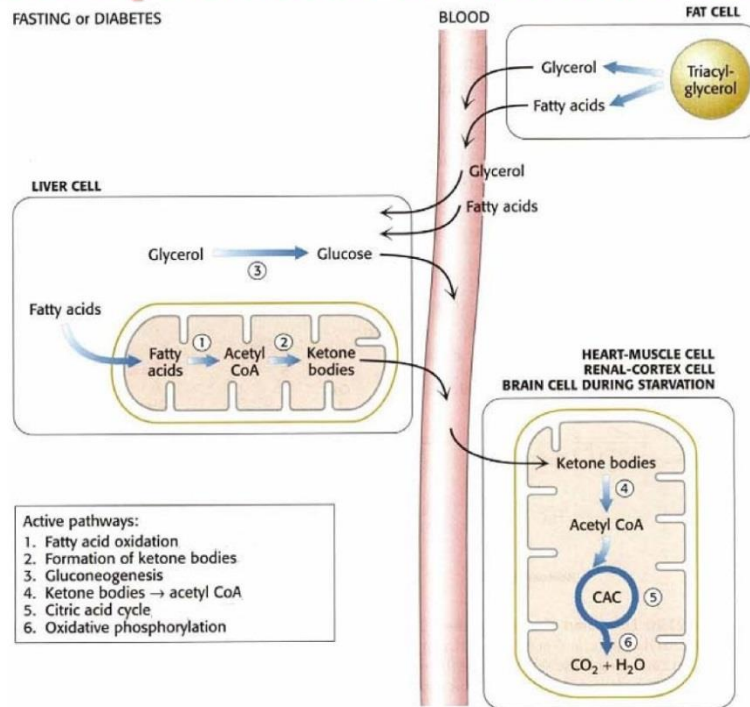 FASTING or DIABETES
BLOOD
FAT CELL
Glycerol
Fatty acids
Triacyl-
glycerol
Glycerol
Fatty acids
LIVER CELL
Glycerol
③
Glucose
Fatty acids
Fatty
acids
①
Acetyl
CoA
②
Ketone
bodies
HEART-MUSCLE CELL
RENAL-CORTEX CELL
BRAIN CELL DURING STARVATION
Ketone bodies
④
Acetyl CoA
CAC
⑤
⑥
CO₂ + H₂O
Active pathways:
1. Fatty acid oxidation
2. Formation of ketone bodies
3. Gluconeogenesis
4. Ketone bodies → acetyl CoA
5. Citric acid cycle
6. Oxidative phosphorylation